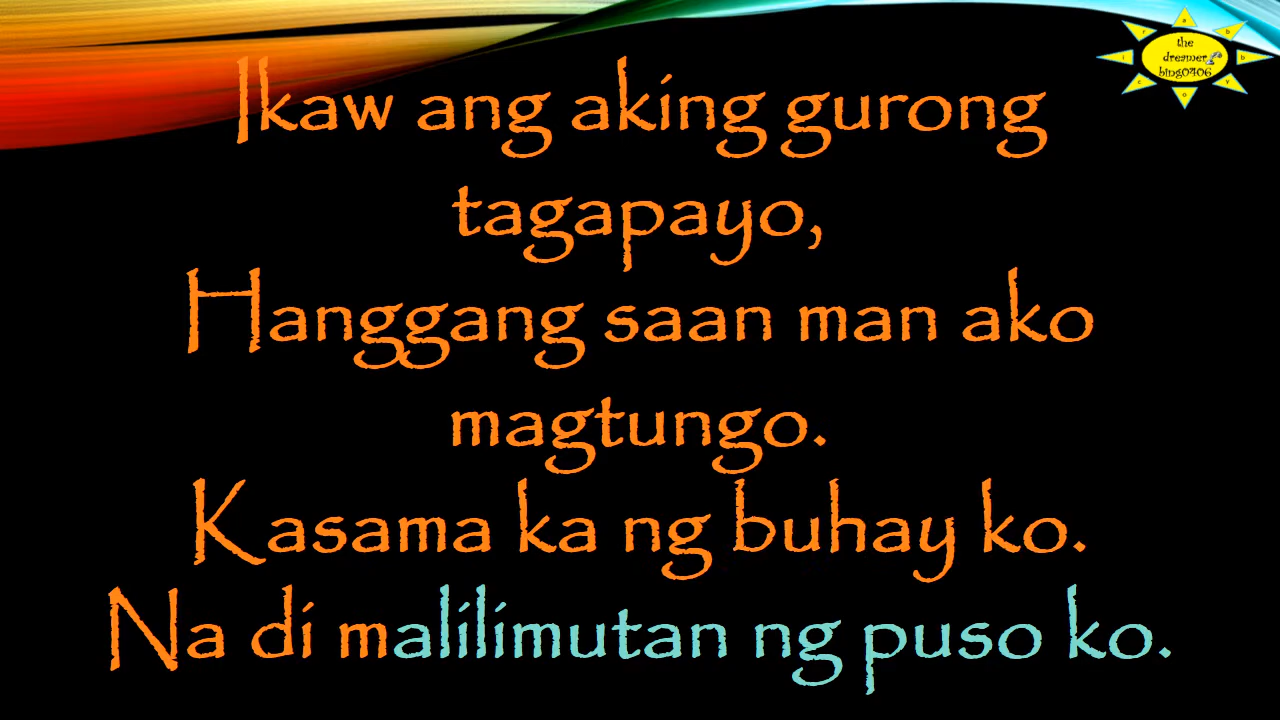 Ikaw ang aking gurong
tagapayo,
Hanggang saan man ako
magtungo.
Kasama ka ng buhay ko.
Na di malilimutan ng puso ko.
the
dreamer
bing0406